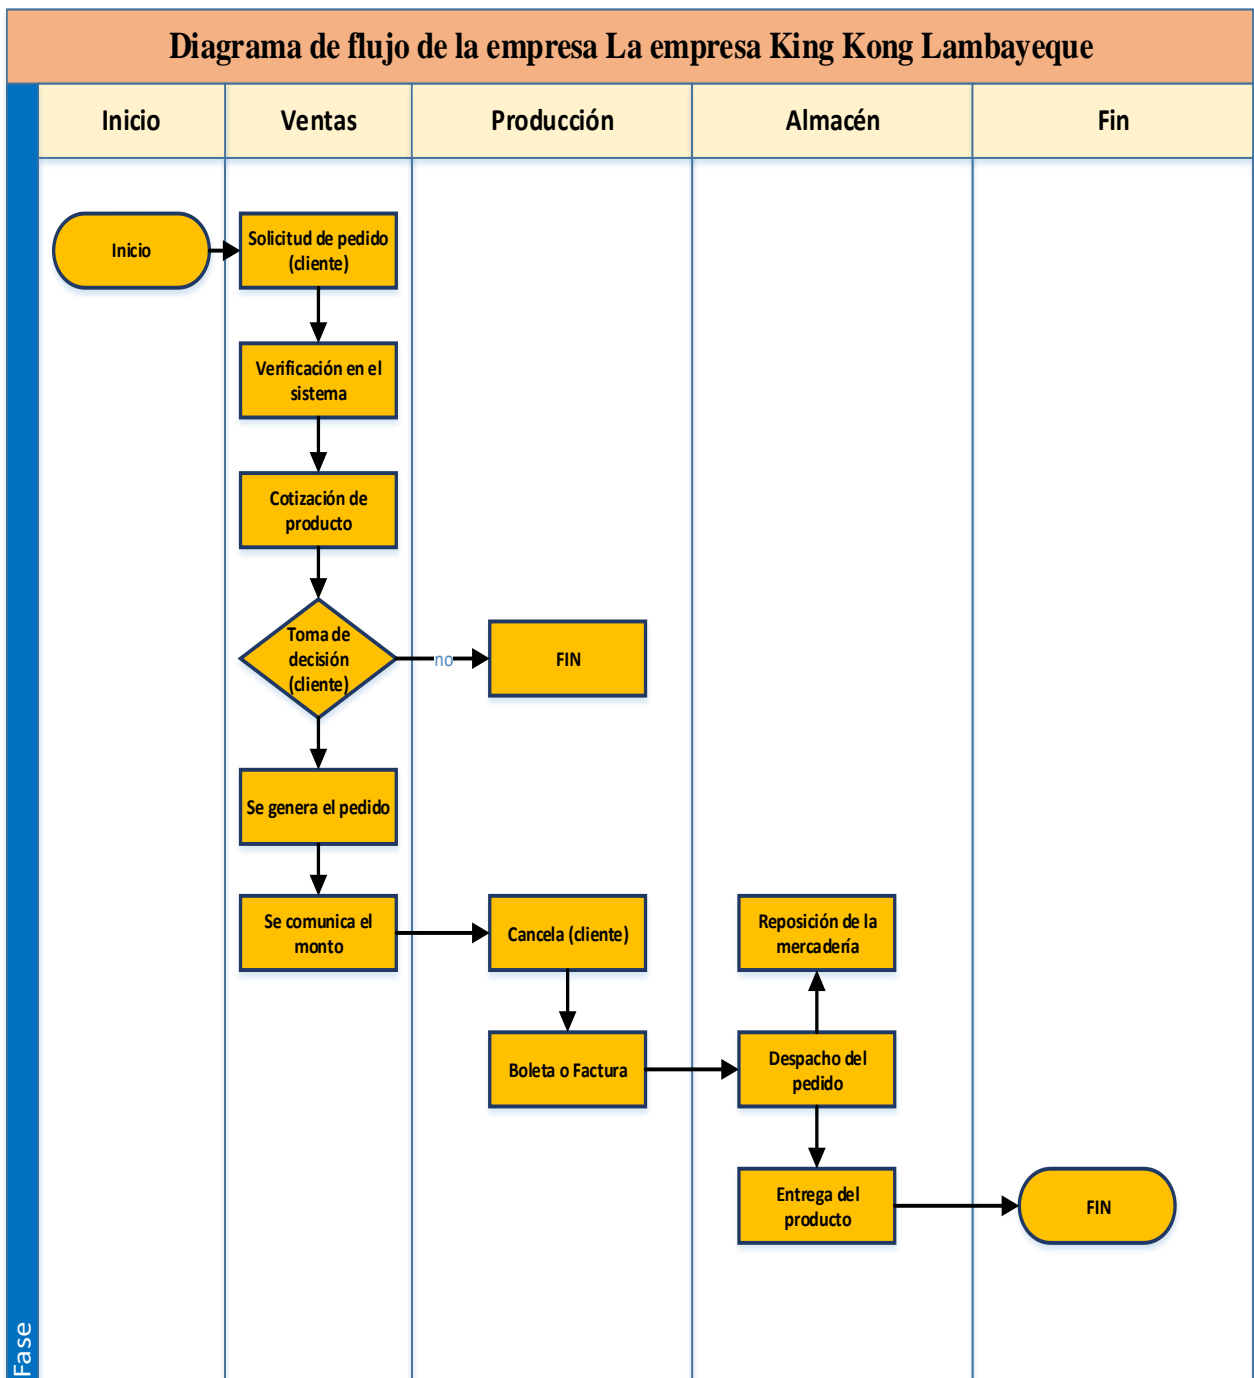 Diagrama de flujo de la empresa La empresa King Kong Lambayeque
Inicio
Ventas
Producción
Almacén
Fin
Inicio
Solicitud de pedido
(cliente)
Verificación en el
sistema
Cotización de
producto
Toma de
decisión
(cliente)
no
FIN
Se genera el pedido
Se comunica el
monto
Cancela (cliente)
Reposición de la
mercadería
Boleta o Factura
Despacho del
pedido
Entrega del
producto
FIN
Fase